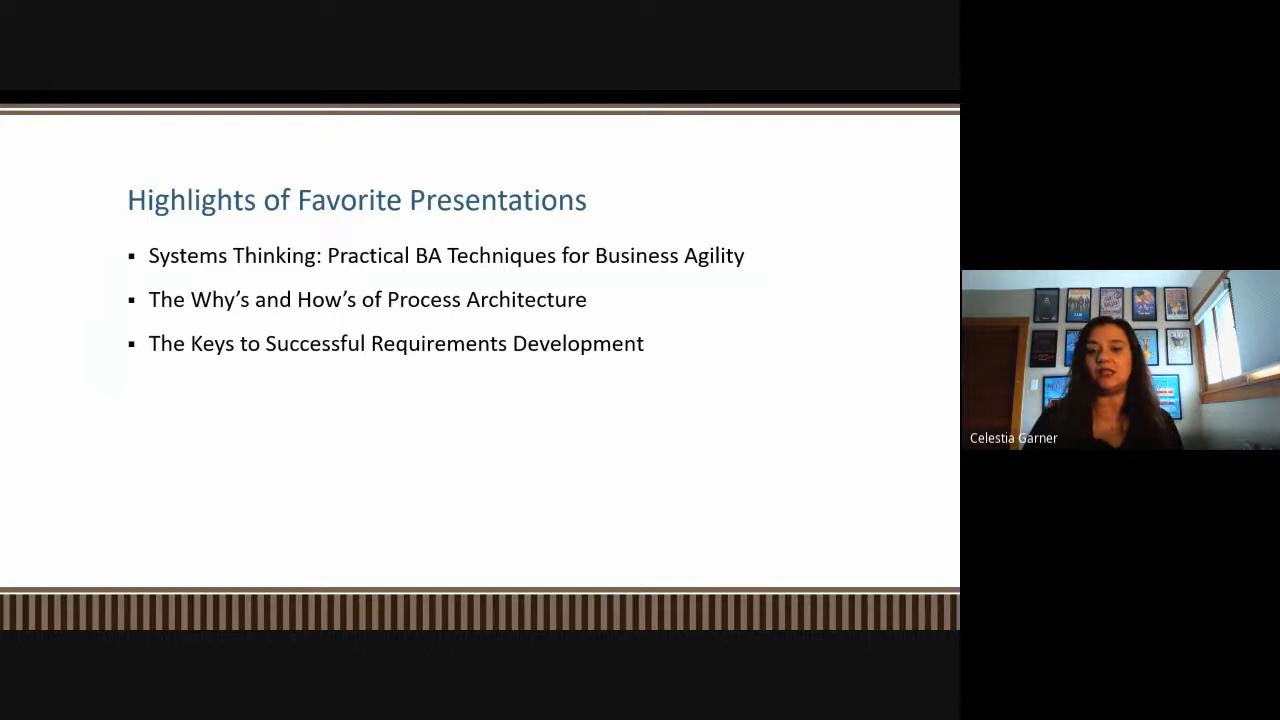 Highlights of Favorite Presentations
▪ Systems Thinking: Practical BA Techniques for Business Agility
▪ The Why’s and How’s of Process Architecture
▪ The Keys to Successful Requirements Development
Celestia Garner